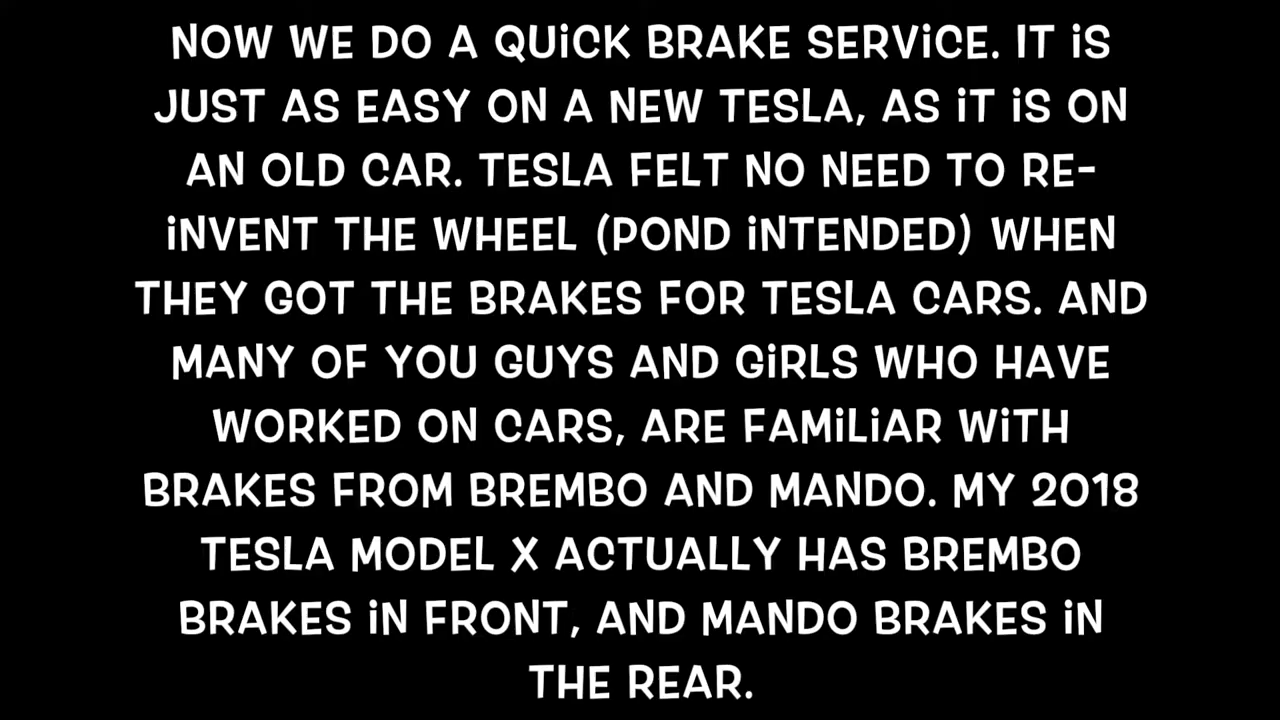 NOW WE DO A QUiCK BRAKE SERViCE. IT iS
JUST AS EASY ON A NEW TESLA, AS iT iS ON
AN OLD CAR. TESLA FELT NO NEED TO RE-
iNVENT THE WHEEL (POND iNTENDED) WHEN
THEY GOT THE BRAKES FOR TESLA CARS. AND
MANY OF YOU GUYS AND GiRLS WHO HAVE
WORKED ON CARS, ARE FAMiLiAR WiTH
BRAKES FROM BREMBO AND MANDO. MY 2018
TESLA MODEL X ACTUALLY HAS BREMBO
BRAKES iN FRONT, AND MANDO BRAKES iN
THE REAR.